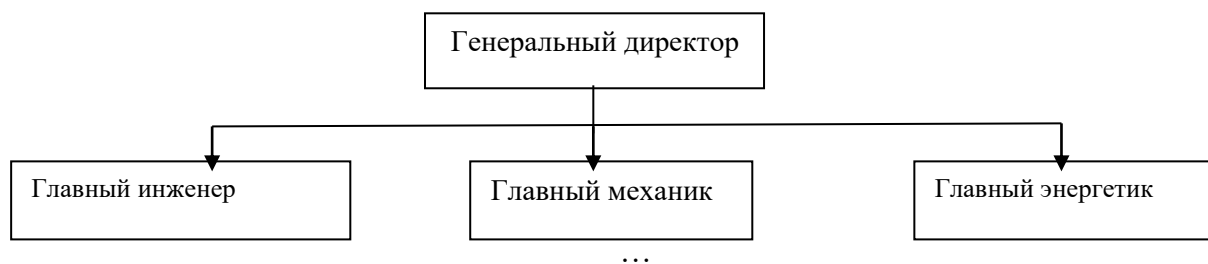 Генеральный директор
Главный инженер
Главный механик
Главный энергетик
…